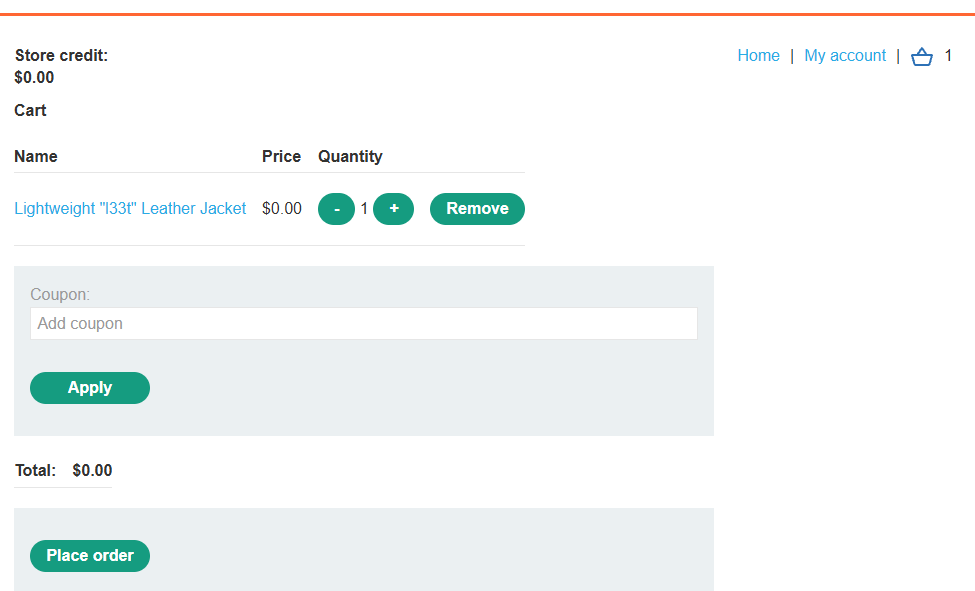 Store credit:
$0.00
Home | My account | 1
Cart
Name Price Quantity
Lightweight "l33t" Leather Jacket $0.00 - 1 + Remove
Coupon:
Add coupon
Apply
Total: $0.00
Place order